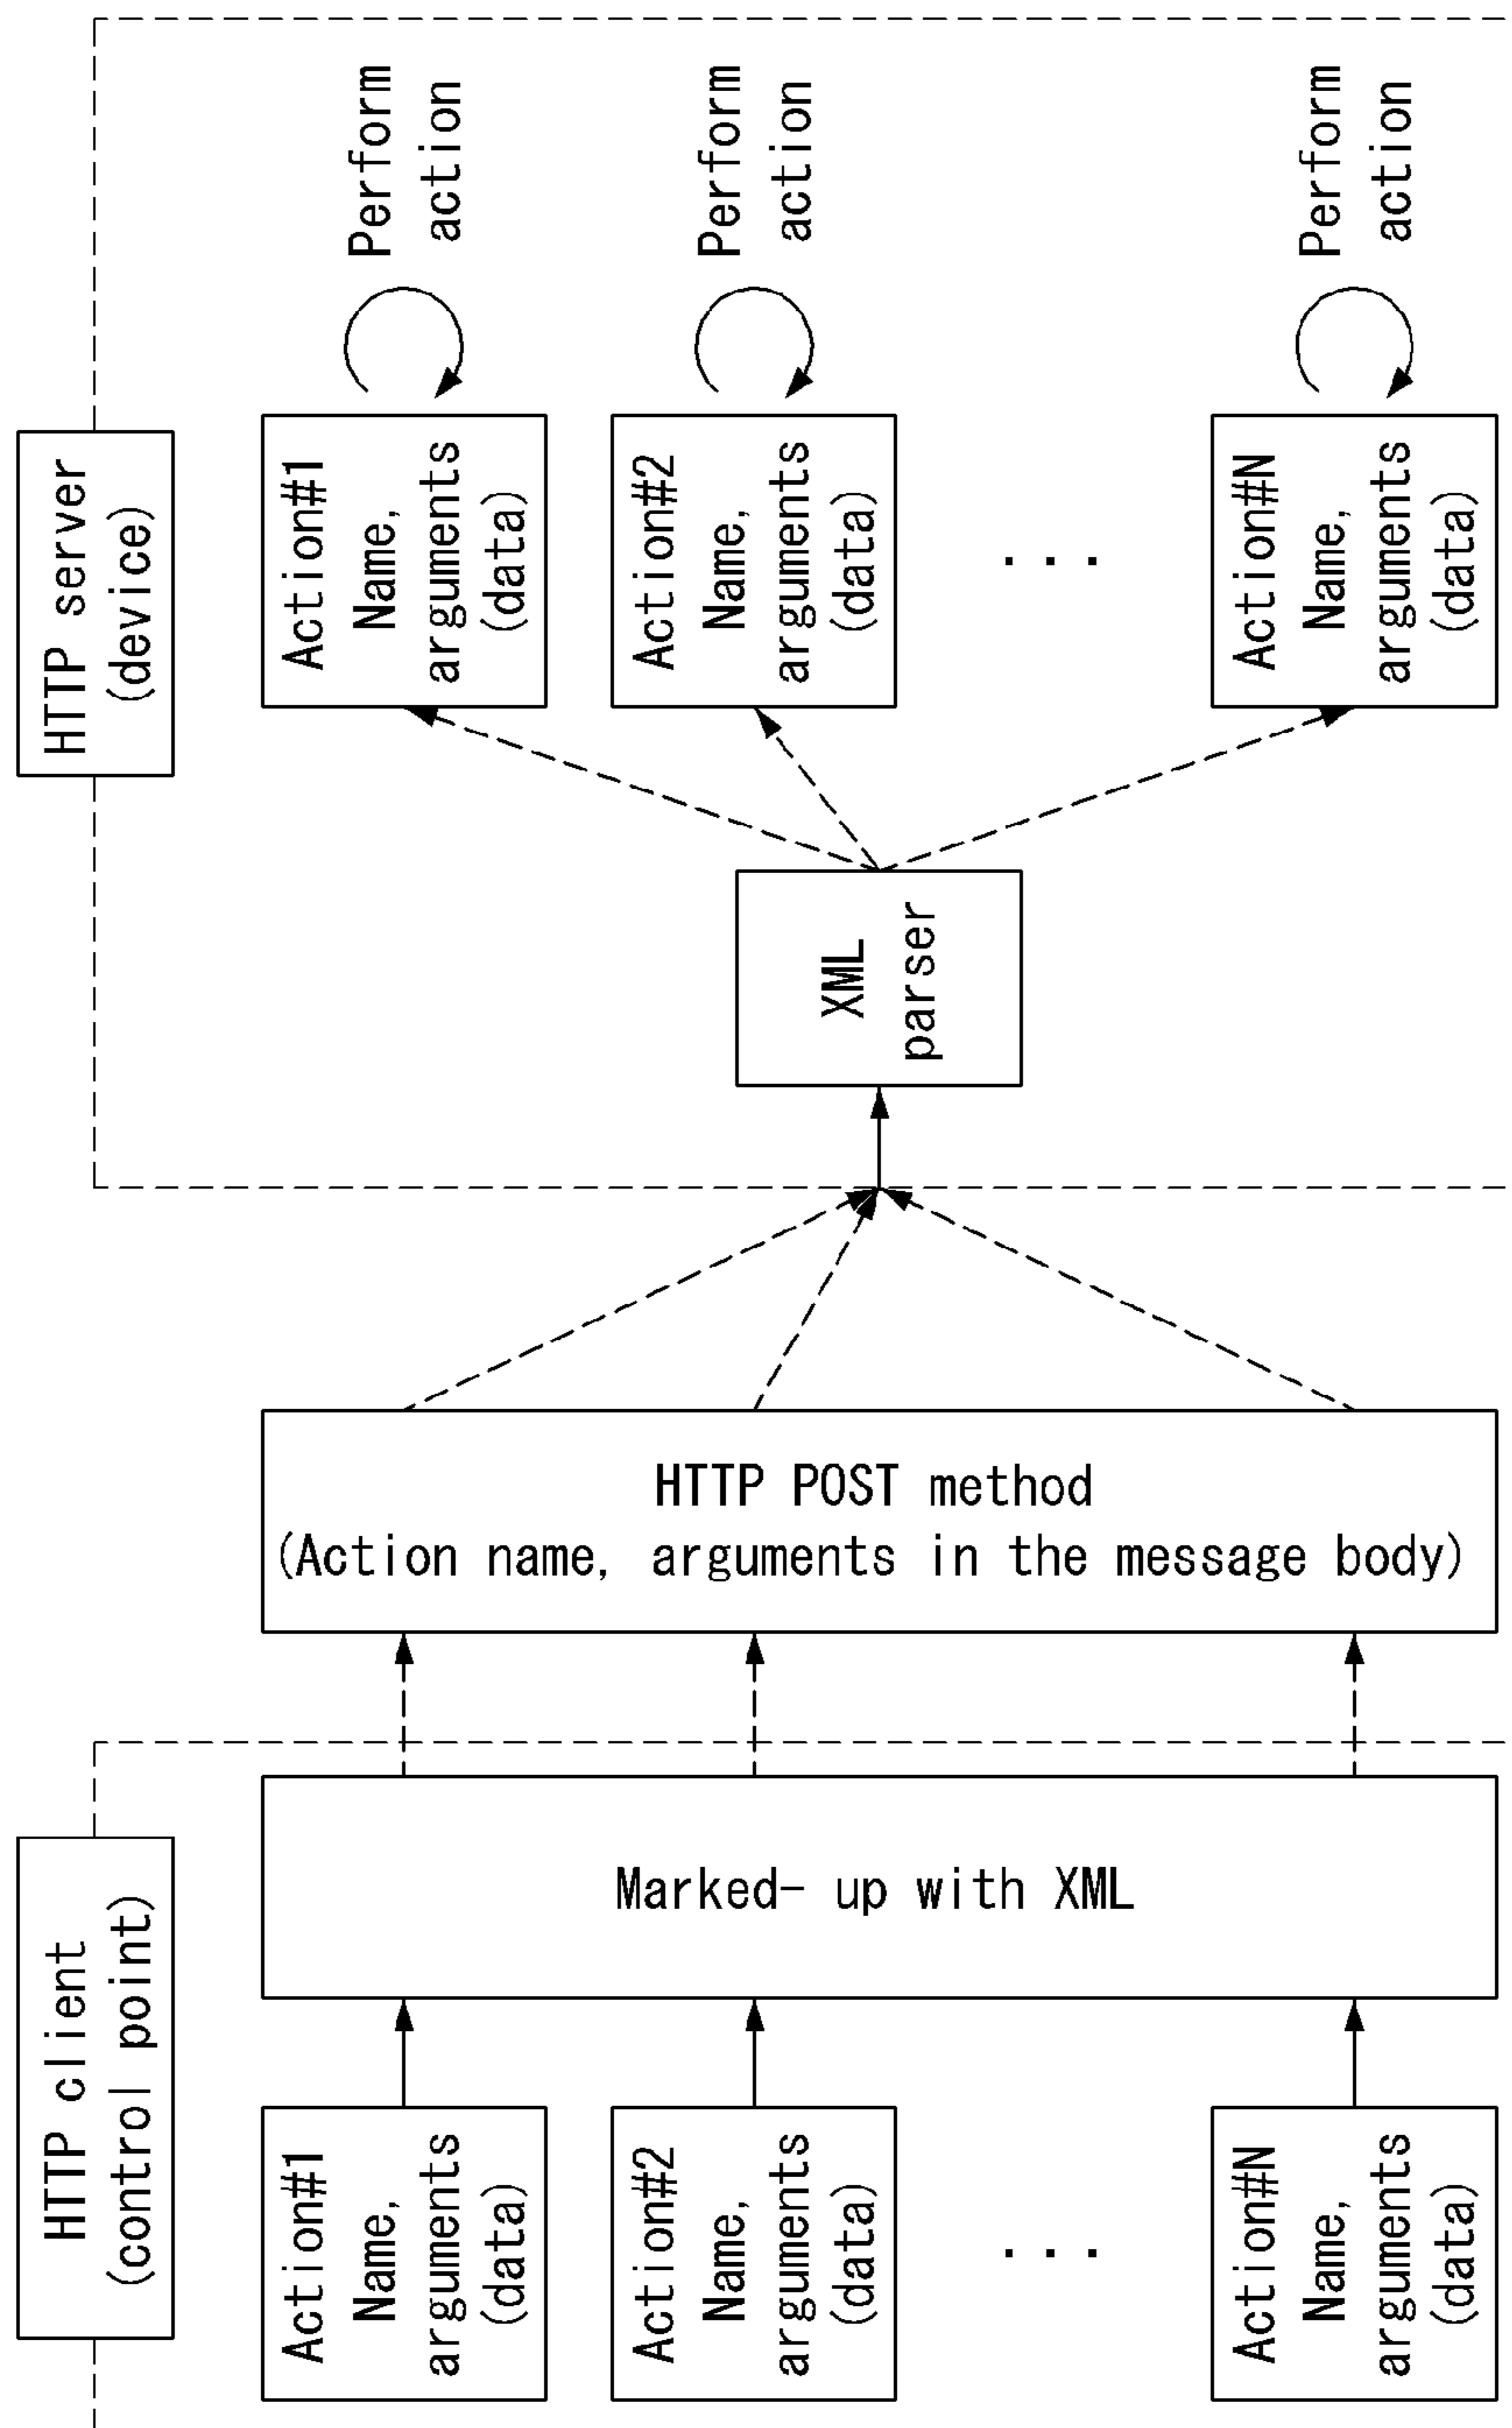 HTTP client
(control point)
Action#1
Name,
arguments
(data)
Action#2
Name,
arguments
(data)
...
Action#N
Name,
arguments
(data)
Marked- up with XML
HTTP POST method
(Action name, arguments in the message body)
HTTP server
(device)
XML
parser
Action#1
Name,
arguments
(data)
Perform
action
Action#2
Name,
arguments
(data)
Perform
action
...
Action#N
Name,
arguments
(data)
Perform
action